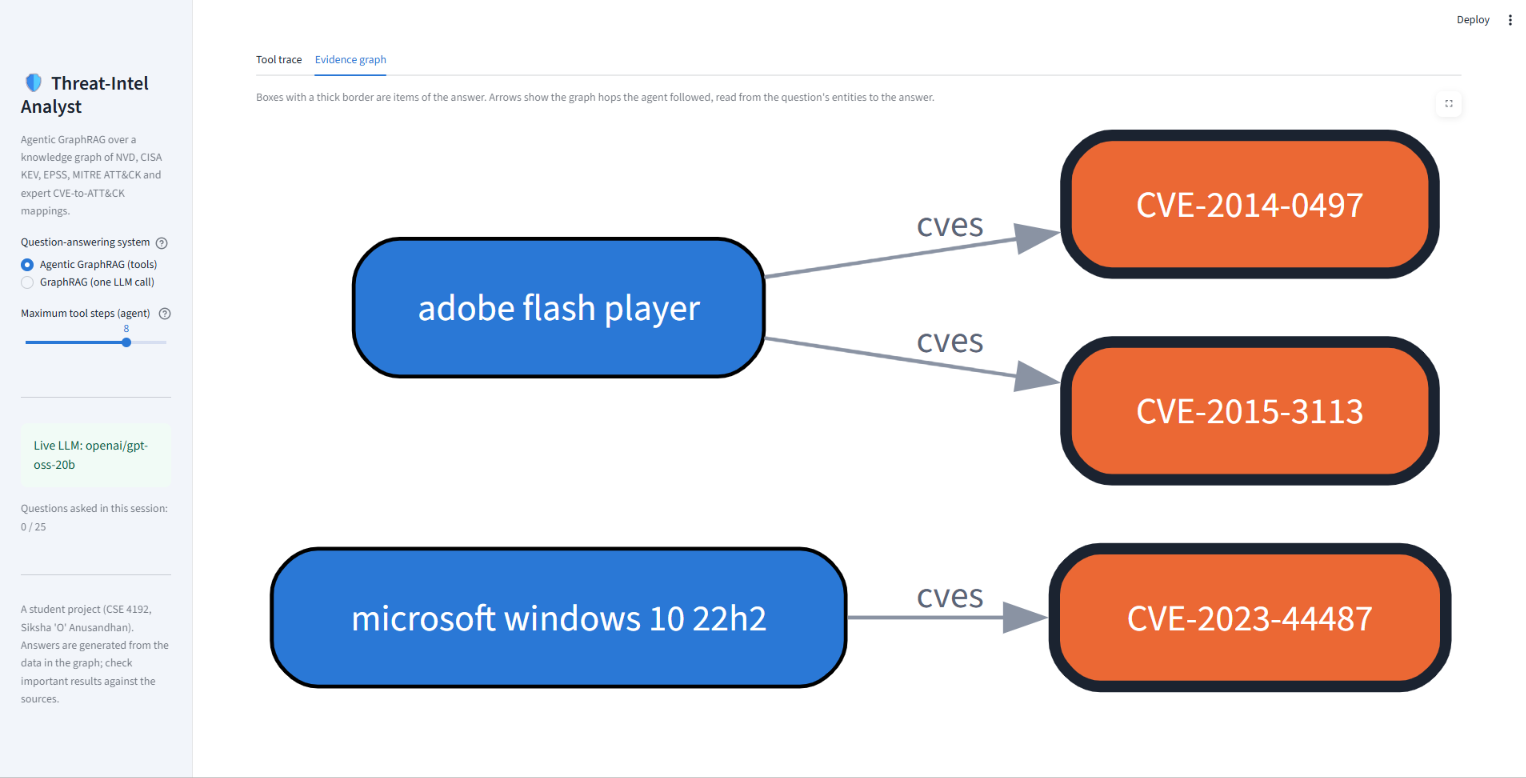 Deploy
Threat-Intel
Analyst
Agentic GraphRAG over a
knowledge graph of NVD, CISA
KEV, EPSS, MITRE ATT&CK and
expert CVE-to-ATT&CK
mappings.
Question-answering system
Agentic GraphRAG (tools)
GraphRAG (one LLM call)
Maximum tool steps (agent)
8
Live LLM: openai/gpt-
oss-20b
Questions asked in this session:
0 / 25
A student project (CSE 4192,
Siksha 'O' Anusandhan).
Answers are generated from the
data in the graph; check
important results against the
sources.
Tool trace
Evidence graph
Boxes with a thick border are items of the answer. Arrows show the graph hops the agent followed, read from the question's entities to the answer.
adobe flash player
cves
CVE-2014-0497
cves
CVE-2015-3113
microsoft windows 10 22h2
cves
CVE-2023-44487